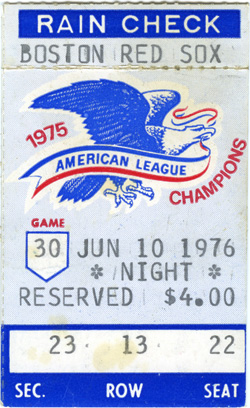 RAIN CHECK
BOSTON RED SOX
1975
AMERICAN LEAGUE
CHAMPIONS
GAME
30 JUN 10 1976
* NIGHT *
RESERVED $4.00
23 13 22
SEC. ROW SEAT